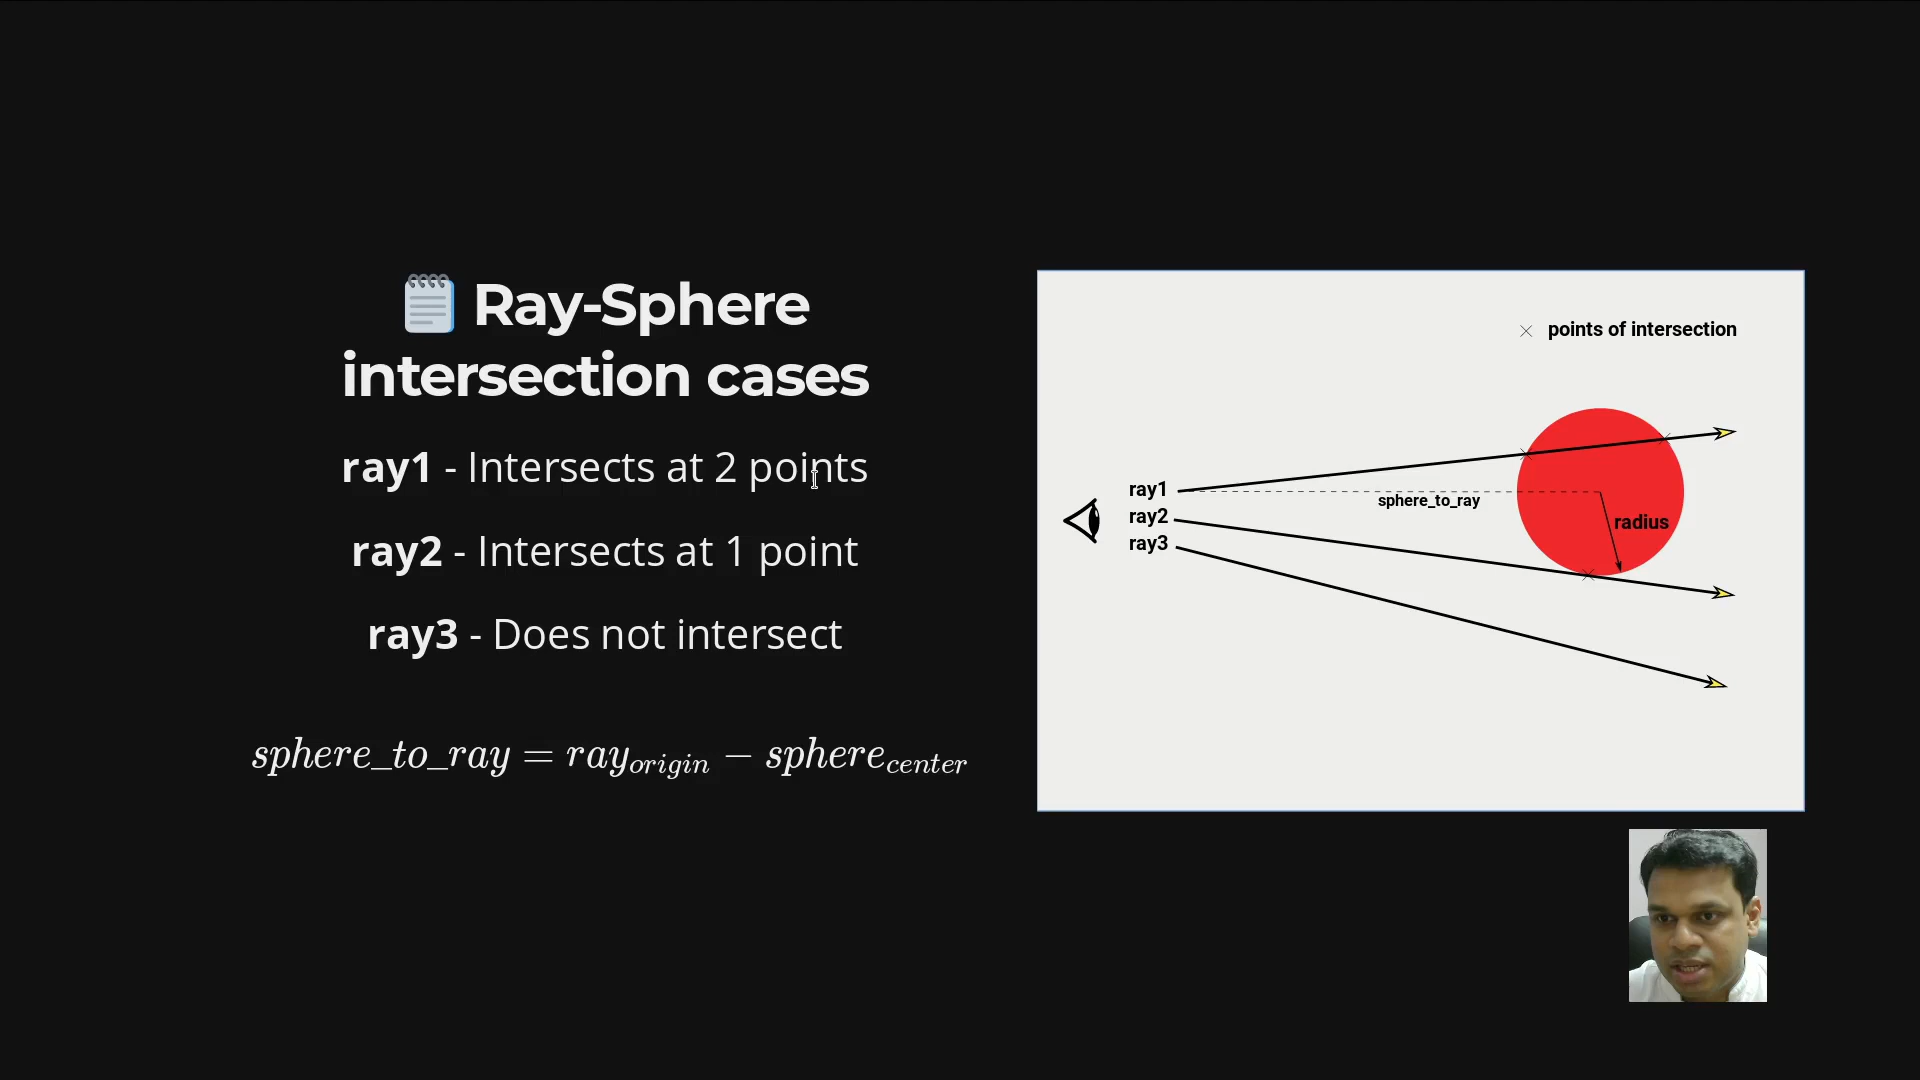 🗒️ Ray-Sphere
intersection cases
ray1 - Intersects at 2 points
ray2 - Intersects at 1 point
ray3 - Does not intersect
sphere_to_ray = ray_origin − sphere_center
points of intersection
ray1
sphere_to_ray
ray2
radius
ray3